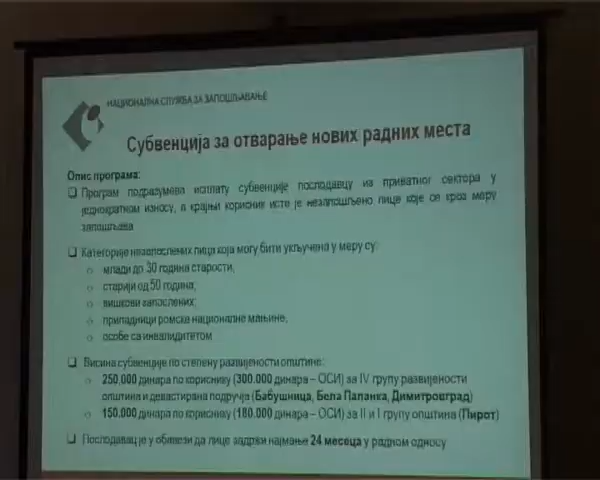 НАЦИОНАЛНА СЛУЖБА ЗА ЗАПОШЉАВАЊЕ
Субвенција за отварање нових радних места
Опис програма:
Програм подразумева исплату субвенције послодавцу из приватног сектора у
једнократном износу, а крајњи корисник исте је незапошљено лице које се кроз меру
запошљава
Категорије незапослених лица која могу бити укључена у меру су:
млади до 30 година старости,
старији од 50 година,
вишкови запослених,
припадници ромске националне мањине,
особе са инвалидитетом
Висина субвенције по степену развијености општине:
250.000 динара по кориснику (300.000 динара – ОСИ) за IV групу развијености
општина и девастирана подручја (Бабушница, Бела Паланка, Димитровград)
150.000 динара по кориснику (180.000 динара – ОСИ) за II и I групу општина (Пирот)
Послодавац је у обавези да лице задржи најмање 24 месеца у радном односу